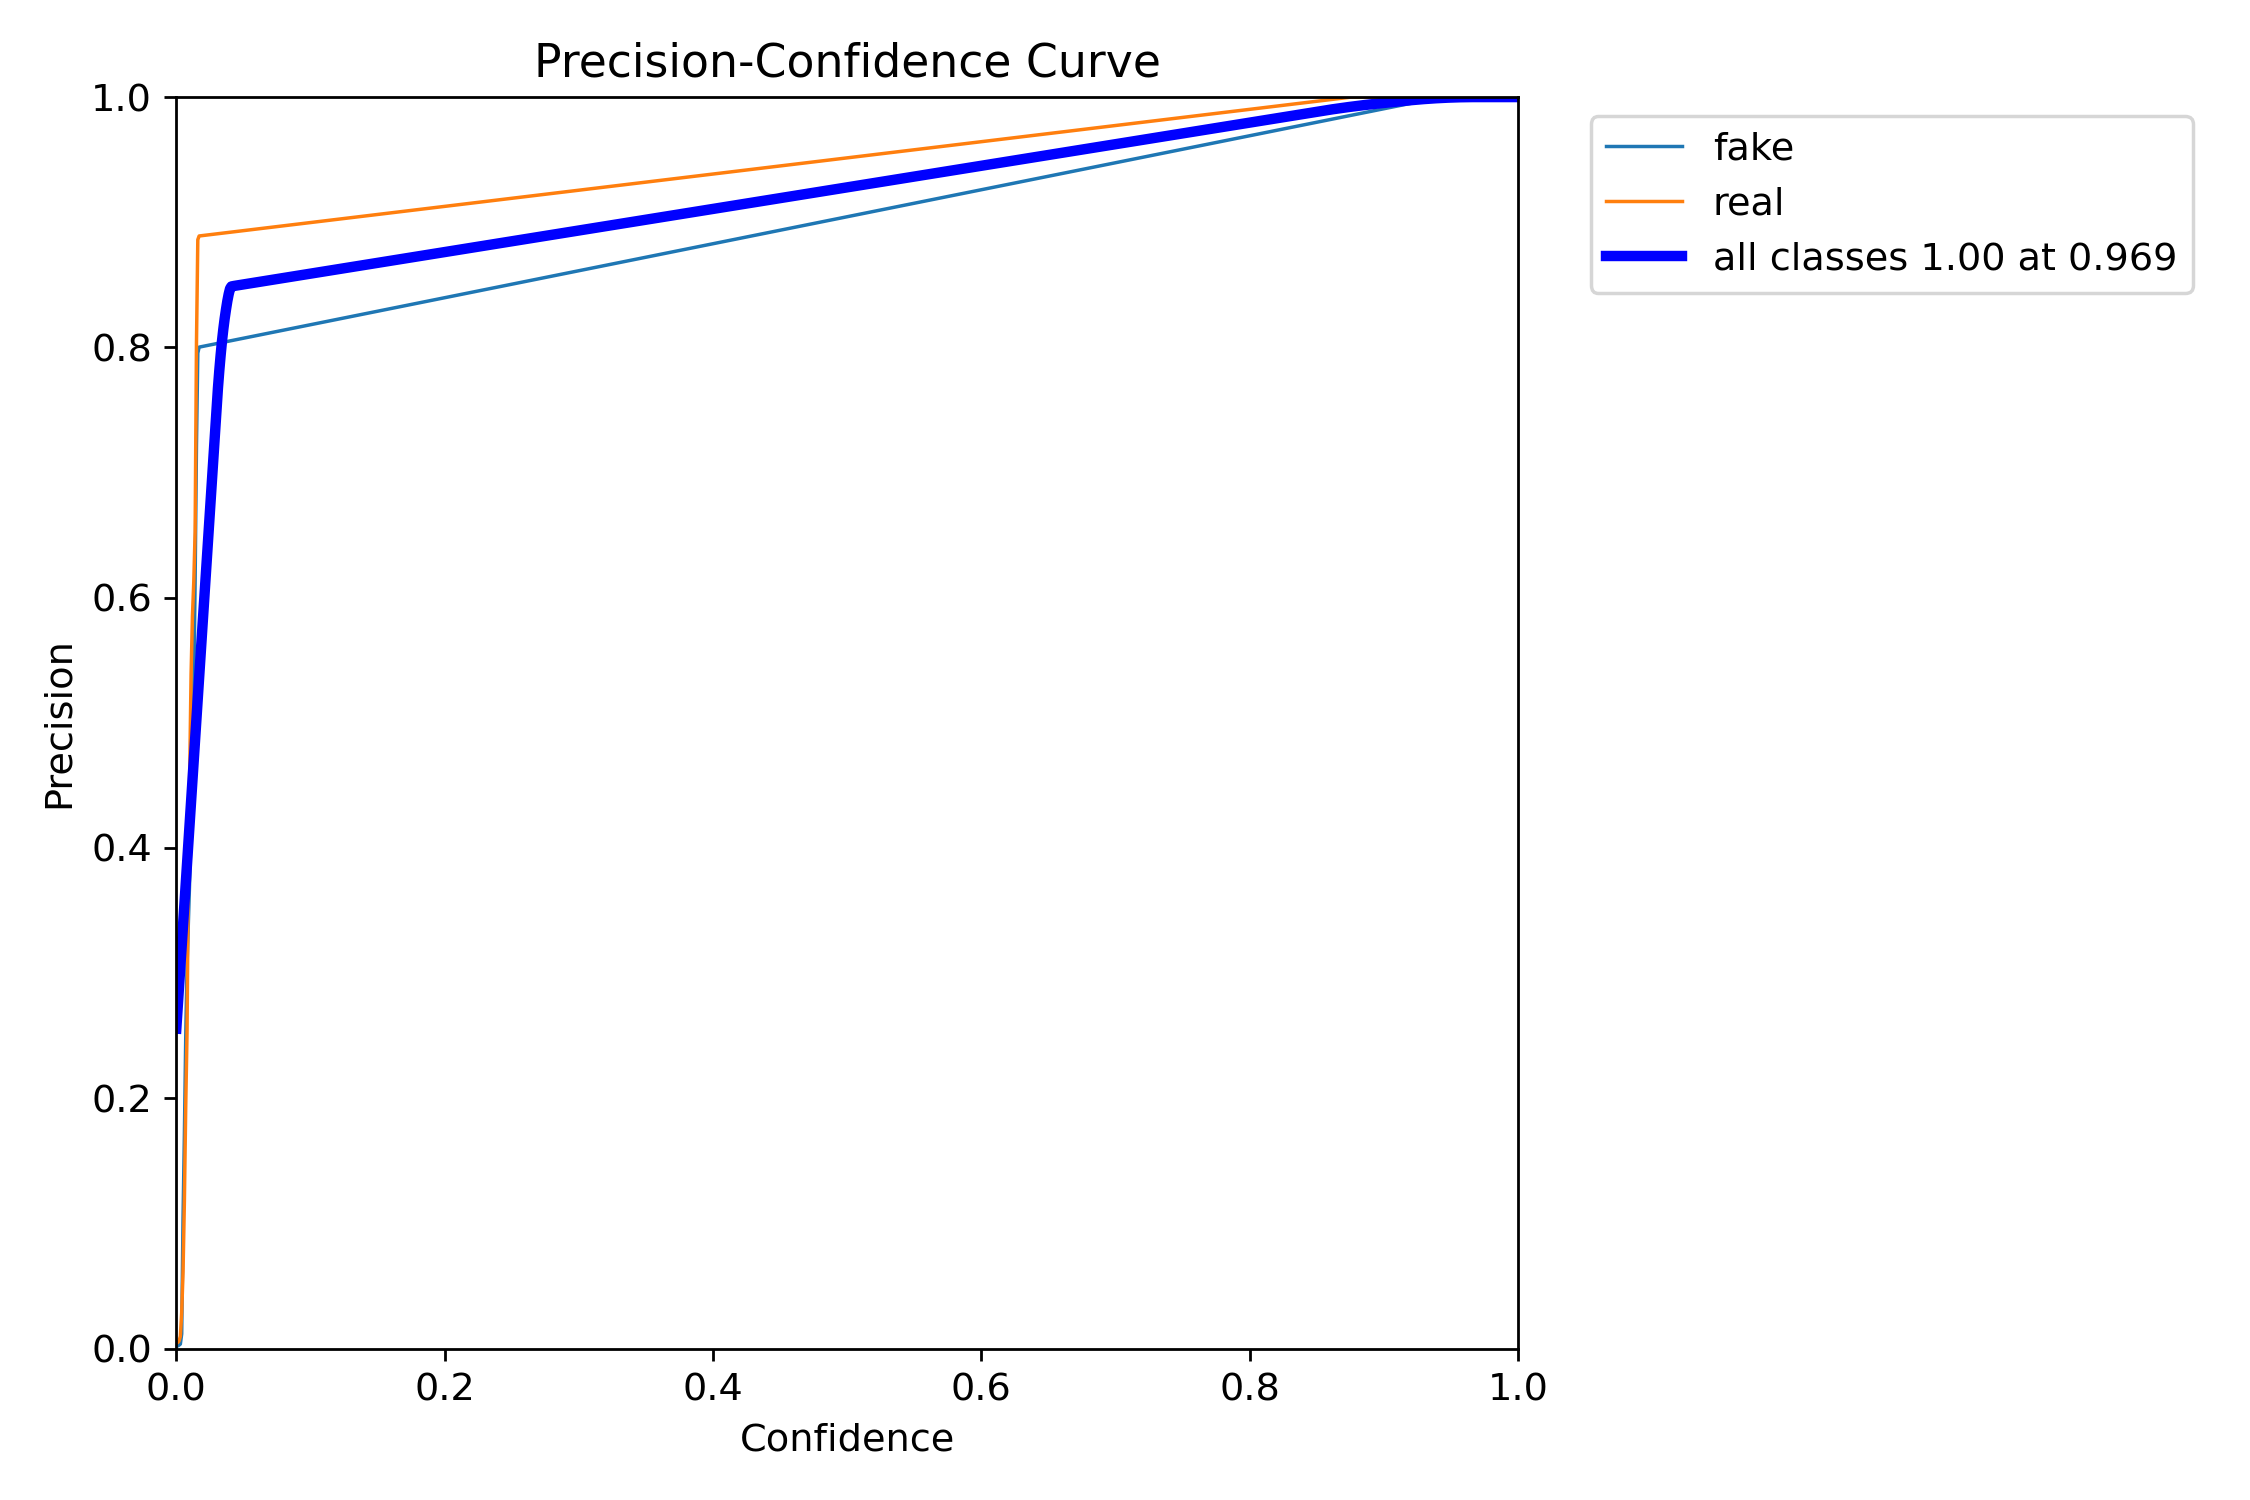 Precision-Confidence Curve
1.0
0.8
0.6
0.4
0.2
0.0
Precision
0.0 0.2 0.4 0.6 0.8 1.0
Confidence
fake
real
all classes 1.00 at 0.969